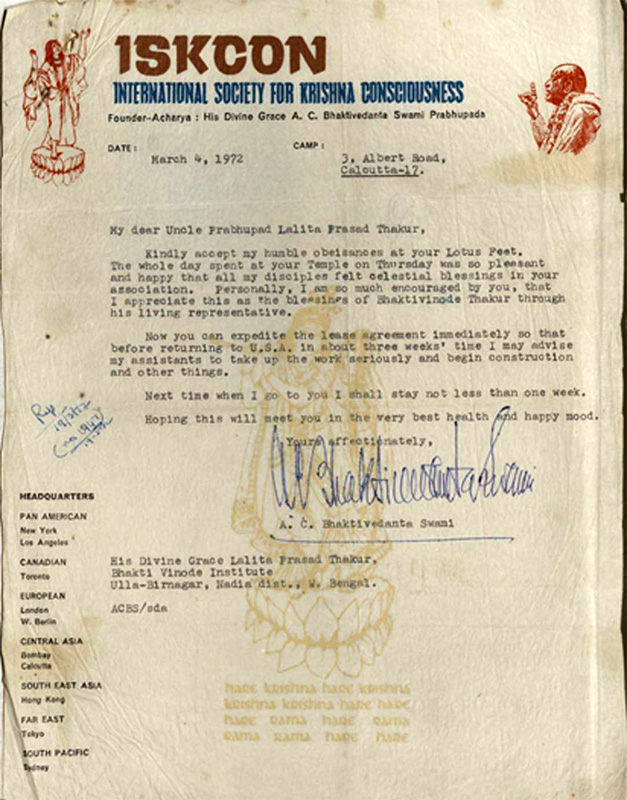 ISKCON
INTERNATIONAL SOCIETY FOR KRISHNA CONSCIOUSNESS
Founder-Acharya : His Divine Grace A. C. Bhaktivedanta Swami Prabhupada
DATE : March 4, 1972 CAMP : 3, Albert Road,
Calcutta-17.
My dear Uncle Prabhupad Lalita Prasad Thakur,
Kindly accept my humble obeisances at your Lotus Feet.
The whole day spent at your Temple on Thursday was so pleasant
and happy that all my disciples felt celestial blessings in your
association. Personally, I am so much encouraged by you, that
I appreciate this as the blessings of Bhaktivinode Thakur through
his living representative.
Now you can expedite the lease agreement immediately so that
before returning to U.S.A. in about three weeks' time I may advise
my assistants to take up the work seriously and begin construction
and other things.
Next time when I go to you I shall stay not less than one week.
Hoping this will meet you in the very best health and happy mood.
Yours affectionately,
A C Bhaktivedanta Swami
A. C. Bhaktivedanta Swami
His Divine Grace Lalita Prasad Thakur,
Bhakti Vinode Institute
Ulla-Birnagar, Nadia dist., W. Bengal.
ACBS/sda
HEADQUARTERS
PAN AMERICAN
New York
Los Angeles
CANADIAN
Toronto
EUROPEAN
London
W. Berlin
CENTRAL ASIA
Bombay
Calcutta
SOUTH EAST ASIA
Hong Kong
FAR EAST
Tokyo
SOUTH PACIFIC
Sydney
HARE KRISHNA HARE KRISHNA
KRISHNA KRISHNA HARE HARE
HARE RAMA HARE RAMA
RAMA RAMA HARE HARE